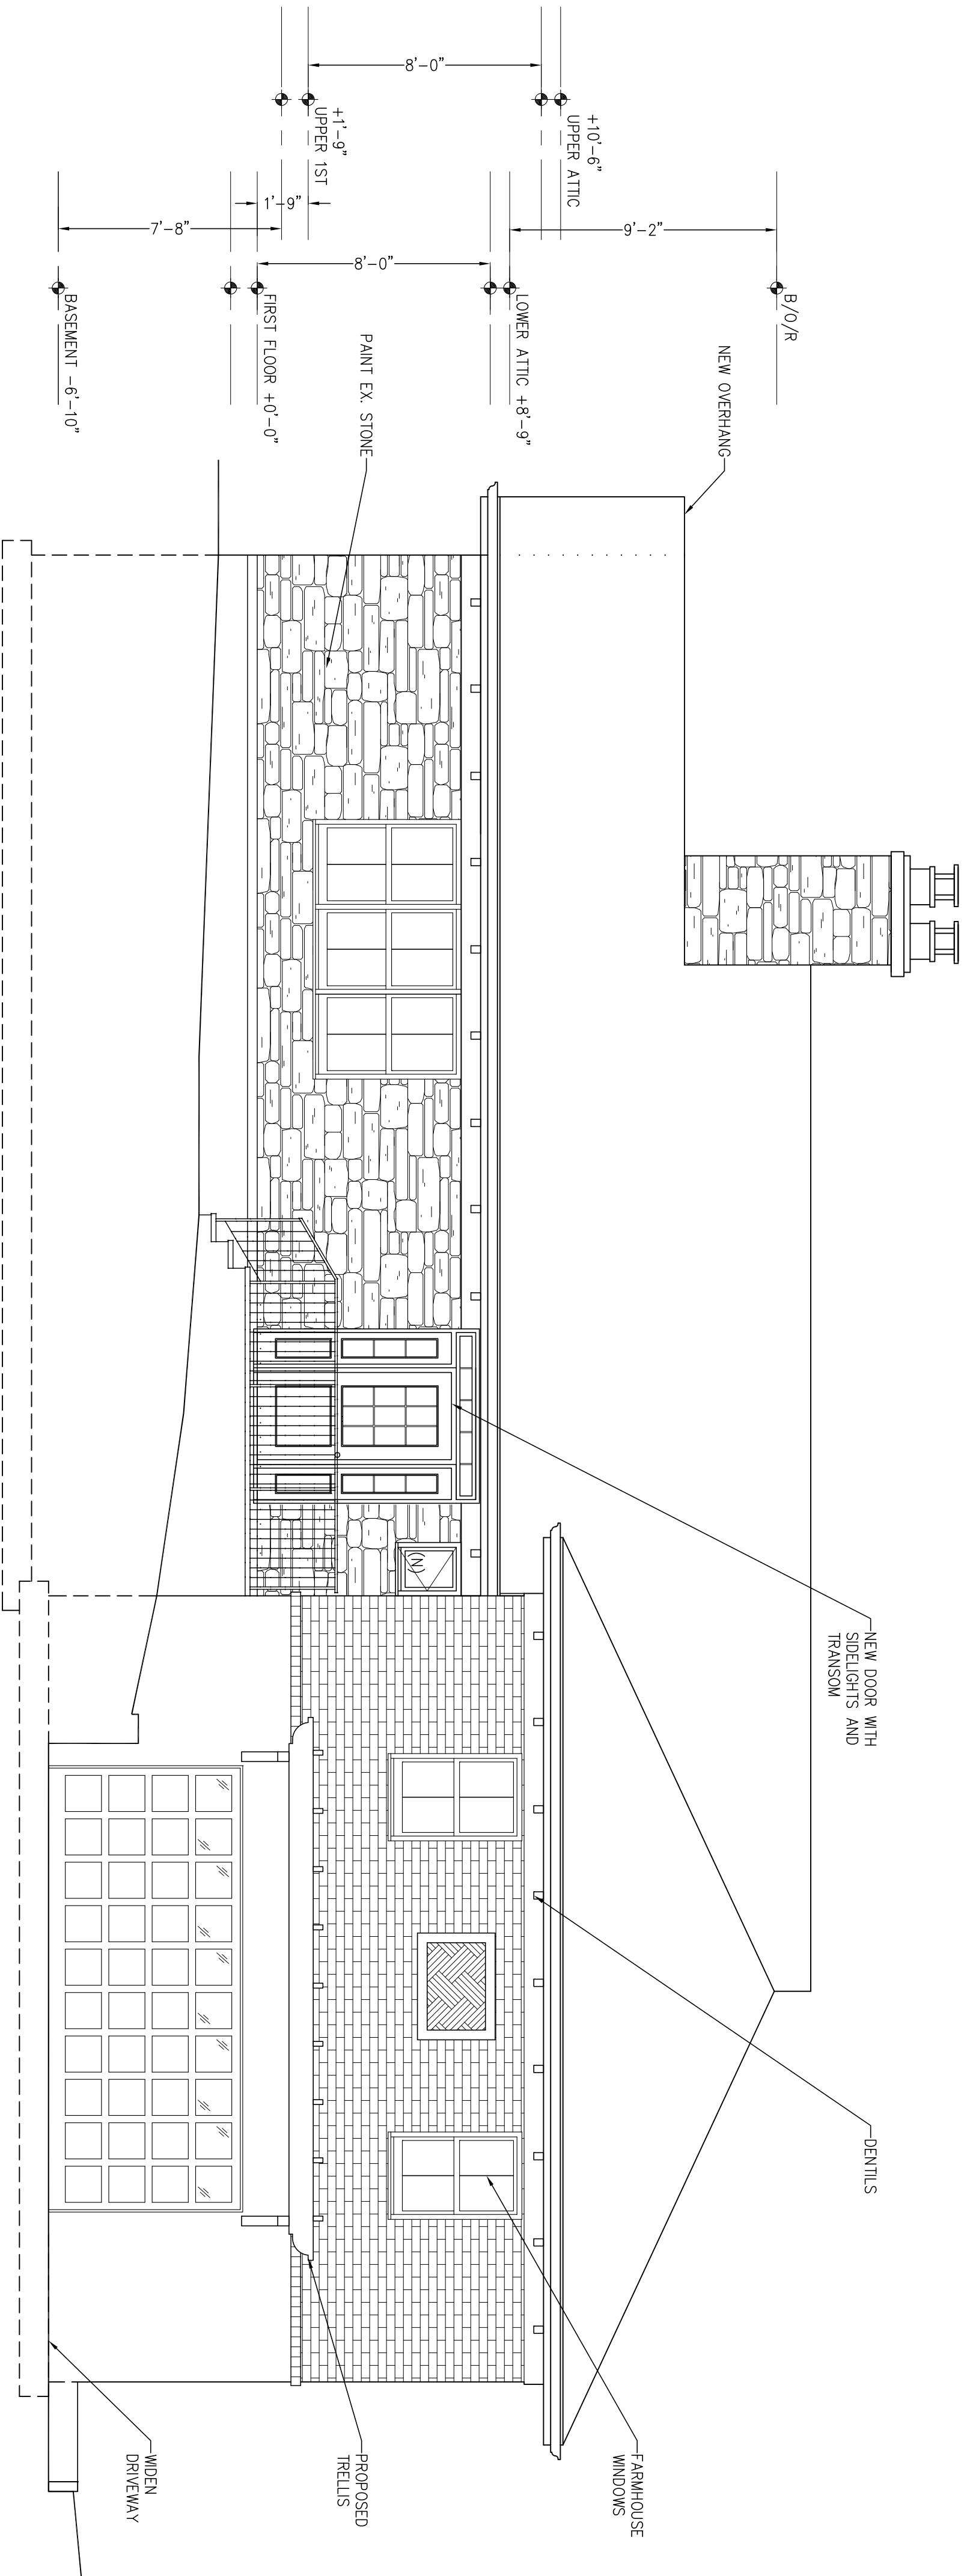 B/O/R
9'-2"
+10'-6"
UPPER ATTIC
LOWER ATTIC +8'-9"
8'-0"
8'-0"
+1'-9"
UPPER 1ST
1'-9"
FIRST FLOOR +0'-0"
7'-8"
BASEMENT -6'-10"
NEW OVERHANG
PAINT EX. STONE
(N)
NEW DOOR WITH
SIDELIGHTS AND
TRANSOM
DENTILS
FARMHOUSE
WINDOWS
PROPOSED
TRELLIS
WIDEN
DRIVEWAY